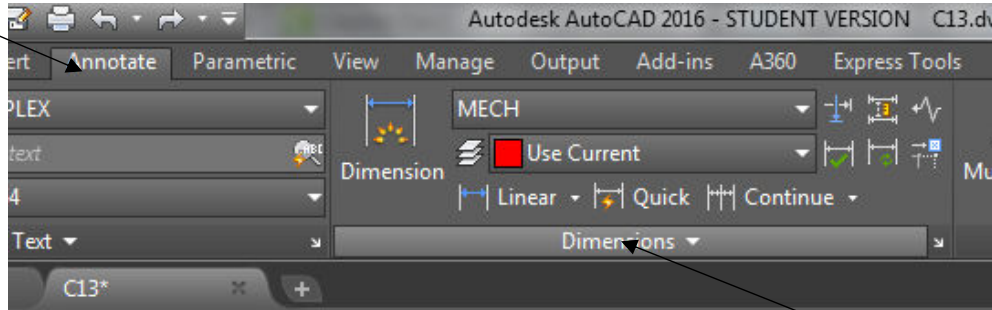 Autodesk AutoCAD 2016 - STUDENT VERSION C13.dv
ert Annotate Parametric View Manage Output Add-ins A360 Express Tools
PLEX MECH
text Use Current
Dimension Mu
4 Linear Quick Continue
Text Dimensions
C13*